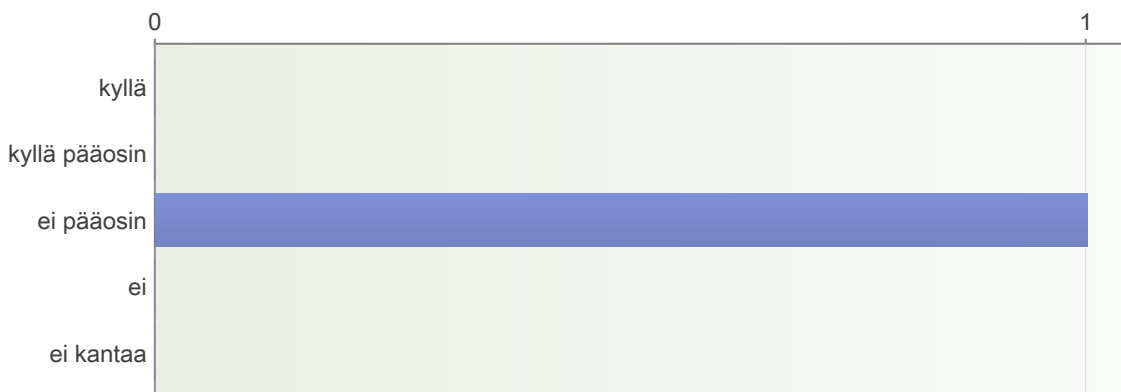 0 1
kyllä
kyllä pääosin
ei pääosin
ei
ei kantaa